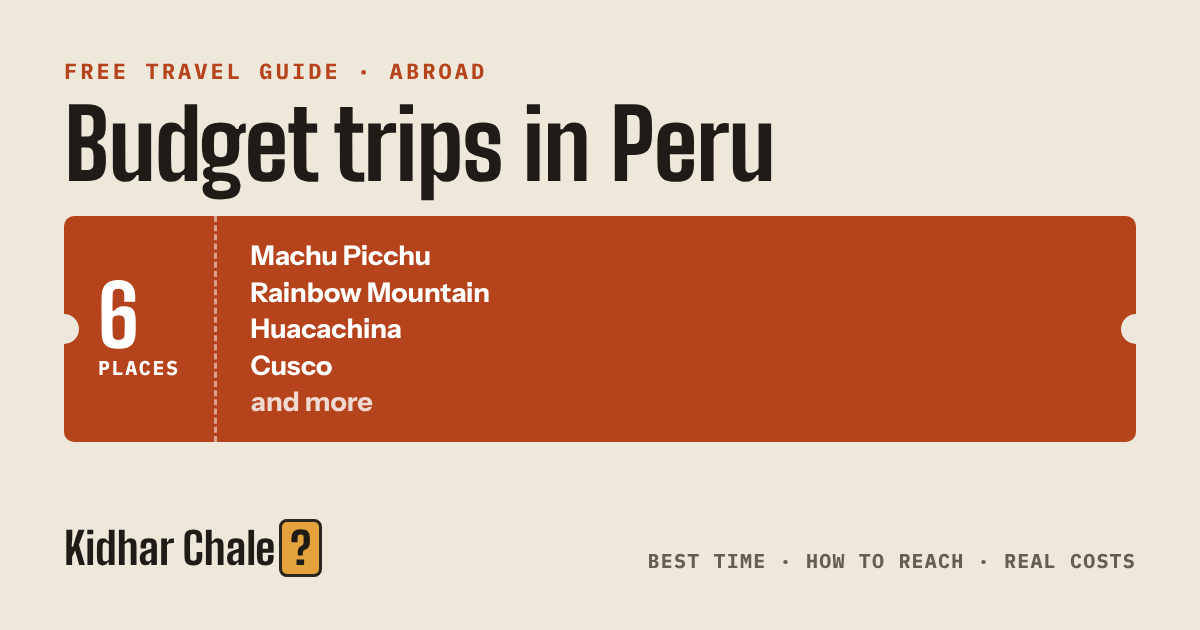 FREE TRAVEL GUIDE · ABROAD
Budget trips in Peru
6
PLACES
Machu Picchu
Rainbow Mountain
Huacachina
Cusco
and more
Kidhar Chale ?
BEST TIME · HOW TO REACH · REAL COSTS